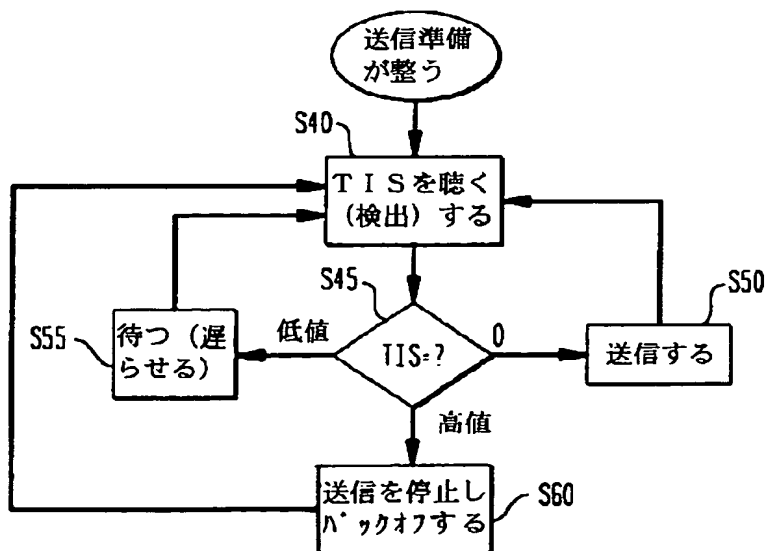 送信準備
が整う
S40
ＴＩＳを聴く
（検出）する
S45
S50
S55
待つ（遅
らせる）
低値
TIS=?
0
送信する
高値
送信を停止し
ﾊﾞｯｸｵﾌする
S60